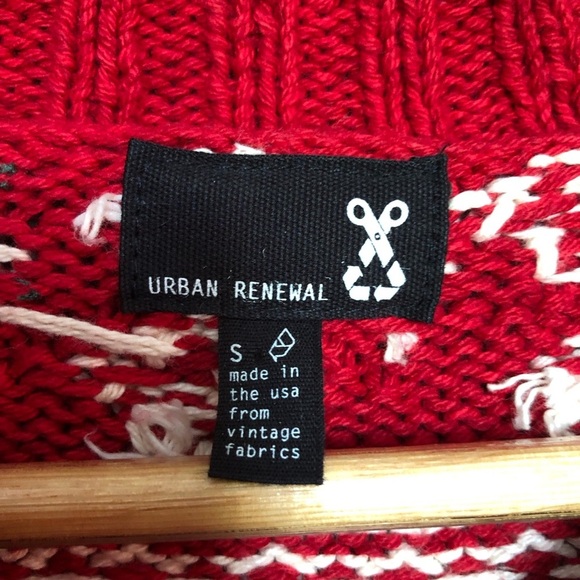 URBAN RENEWAL
S
made in
the usa
from
vintage
fabrics